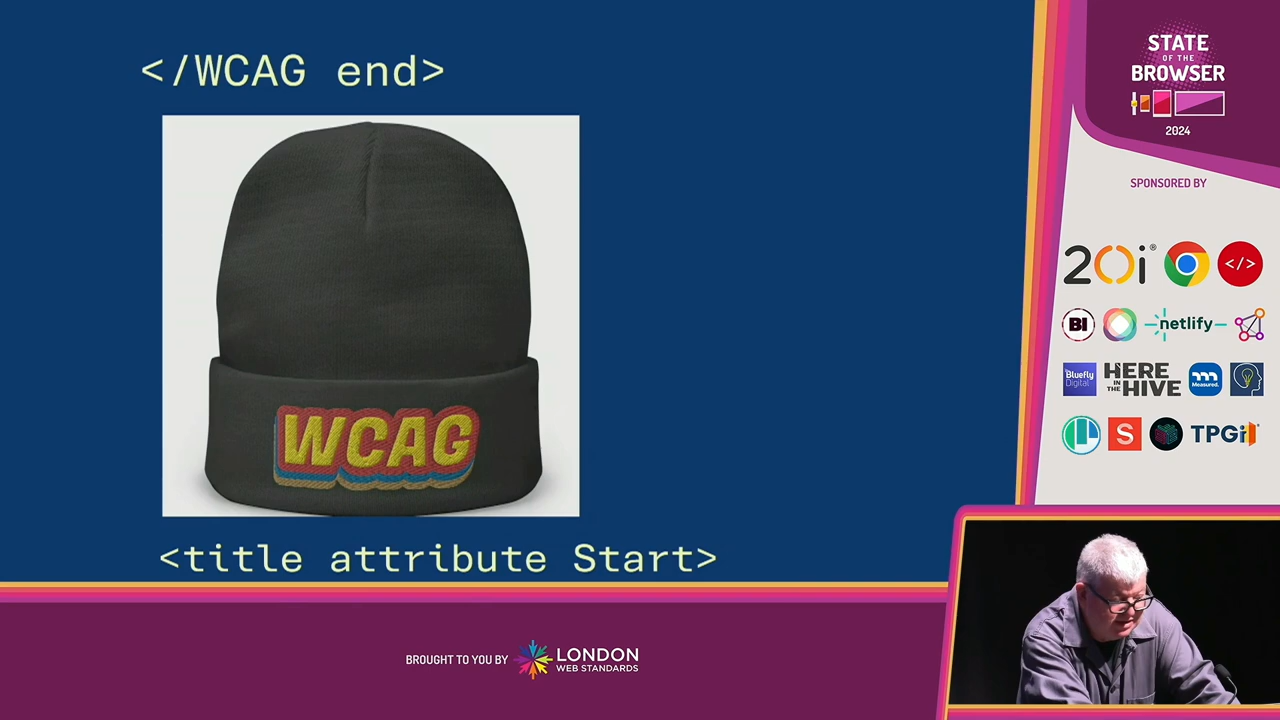 </WCAG end>
WCAG
<title attribute Start>
STATE
OF THE
BROWSER
2024
SPONSORED BY
20i®
</>
BI
netlify
Bluefly
Digital
HERE
IN THE
HIVE
Measured.
S
TPGi
BROUGHT TO YOU BY
LONDON
WEB STANDARDS